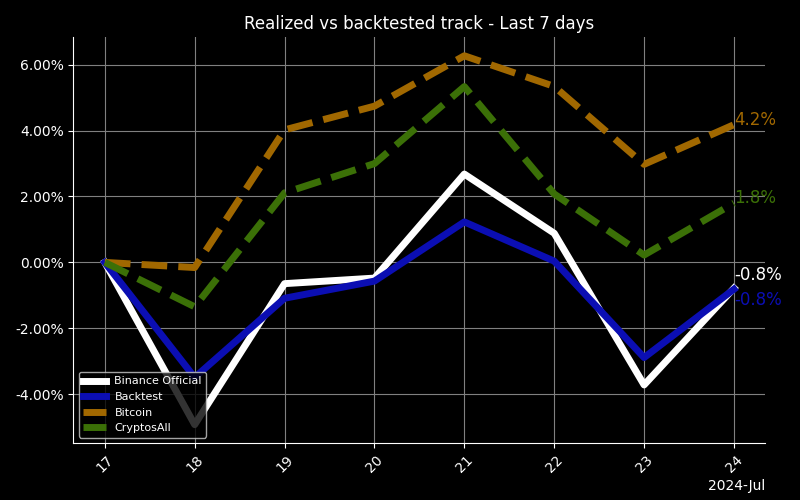 Realized vs backtested track - Last 7 days
6.00%
4.00%
2.00%
0.00%
-2.00%
-4.00%
4.2%
1.8%
-0.8%
-0.8%
Binance Official
Backtest
Bitcoin
CryptosAll
17 18 19 20 21 22 23 24
2024-Jul